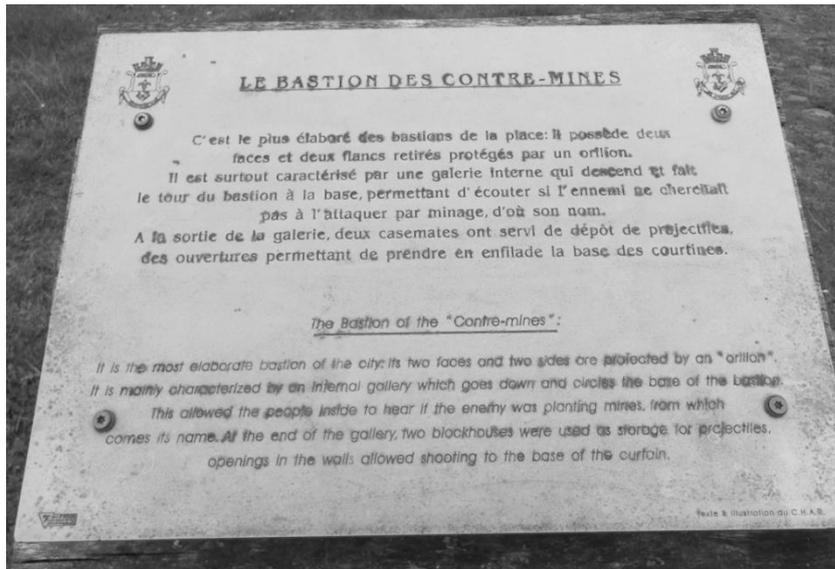 LE BASTION DES CONTRE-MINES
C'est le plus élaboré des bastions de la place: Il possède deux
faces et deux flancs retirés protégés par un orillon.
Il est surtout caractérisé par une galerie interne qui descend et fait
le tour du bastion à la base, permettant d'écouter si l'ennemi ne cherchait
pas à l'attaquer par minage, d'où son nom.
A la sortie de la galerie, deux casemates ont servi de dépôt de projectiles,
des ouvertures permettant de prendre en enfilade la base des courtines.
The Bastion of the "Contre-mines":
It is the most elaborate bastion of the city: its two faces and two sides are protected by an "orillon".
It is mainly characterized by an internal gallery which goes down and circles the base of the bastion.
This allowed the people inside to hear if the enemy was planting mines, from which
comes its name. At the end of the gallery, two blockhouses were used as storage for projectiles,
openings in the walls allowed shooting to the base of the curtain.
Texte & illustration du C.H.A.R.